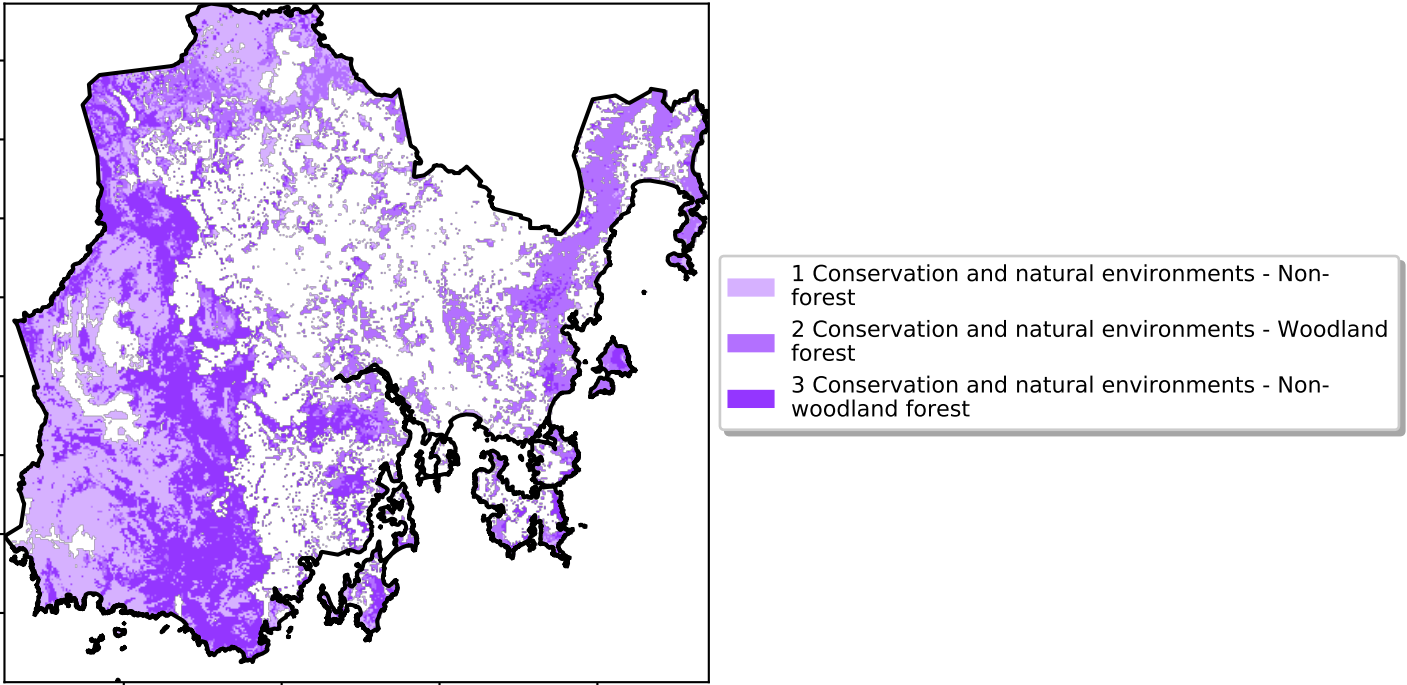 1 Conservation and natural environments - Non-
forest
2 Conservation and natural environments - Woodland
forest
3 Conservation and natural environments - Non-
woodland forest